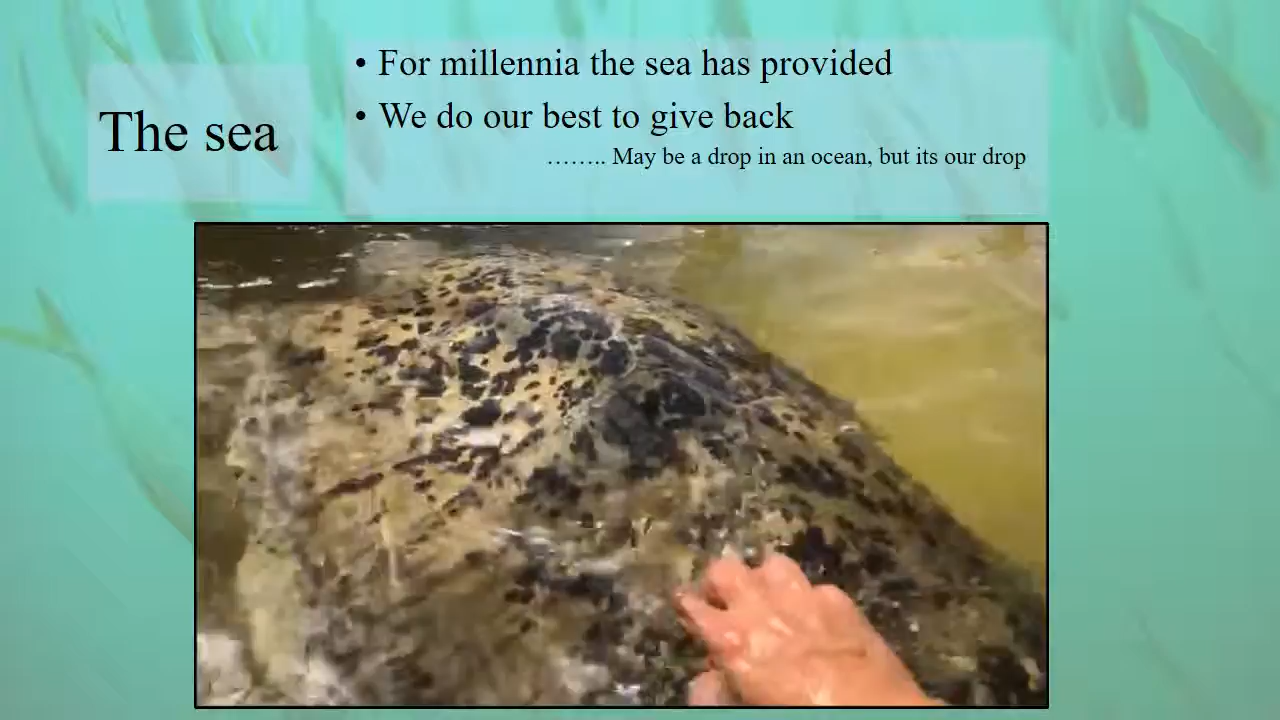 The sea
• For millennia the sea has provided
• We do our best to give back
…….. May be a drop in an ocean, but its our drop